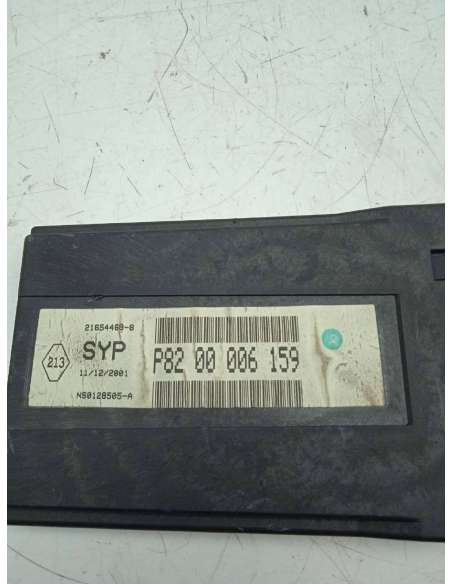 21654469-8
213
SYP
11/12/2001
NS0128505-A
P82 00 006 159